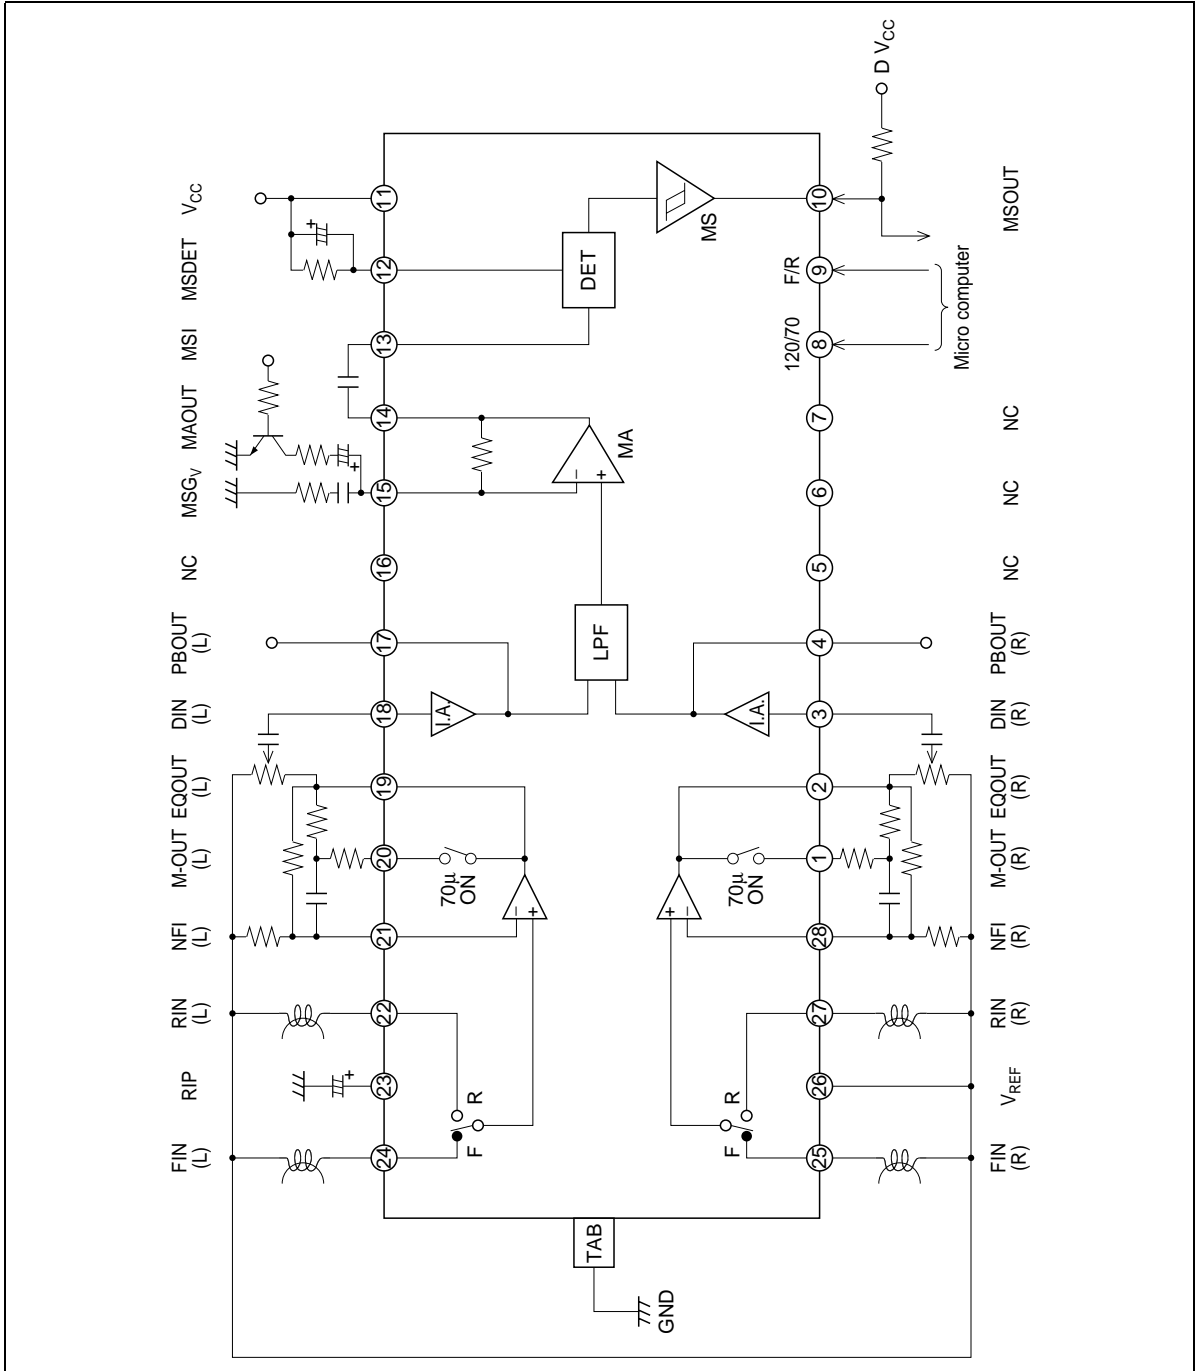 FIN
(L)
RIP
RIN
(L)
NFI
(L)
M-OUT
(L)
EQOUT
(L)
DIN
(L)
PBOUT
(L)
NC
MSGV
MAOUT
MSI
MSDET
VCC
+
+
+
24
23
22
21
20
19
18
17
16
15
14
13
12
11
F
R
70μ
ON
−
+
I.A.
−
+
MA
TAB
GND
LPF
DET
MS
F
R
+
−
70μ
ON
I.A.
120/70
F/R
25
26
27
28
1
2
3
4
5
6
7
8
9
10
D VCC
Micro computer
FIN
(R)
VREF
RIN
(R)
NFI
(R)
M-OUT
(R)
EQOUT
(R)
DIN
(R)
PBOUT
(R)
NC
NC
NC
MSOUT